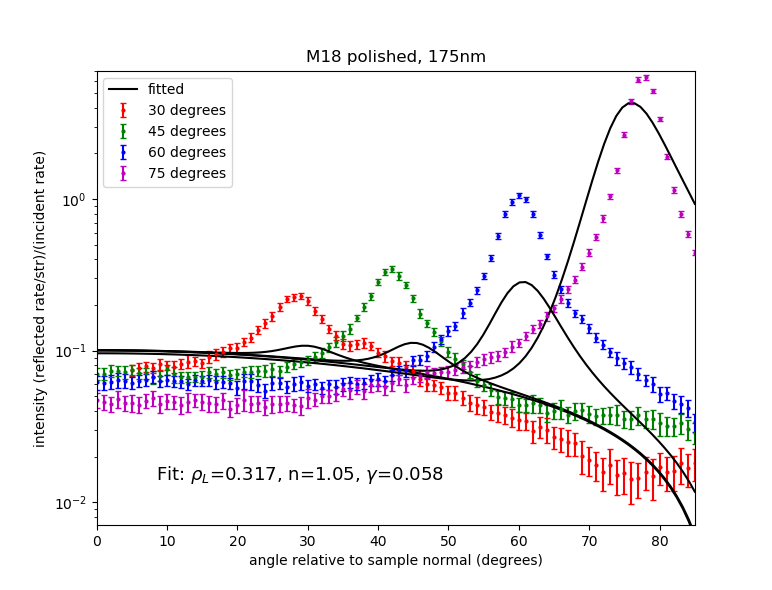 M18 polished, 175nm
fitted
30 degrees
45 degrees
60 degrees
75 degrees
intensity (reflected rate/str)/(incident rate)
10⁰
10⁻¹
10⁻²
Fit: ρ_L=0.317, n=1.05, γ=0.058
0 10 20 30 40 50 60 70 80
angle relative to sample normal (degrees)